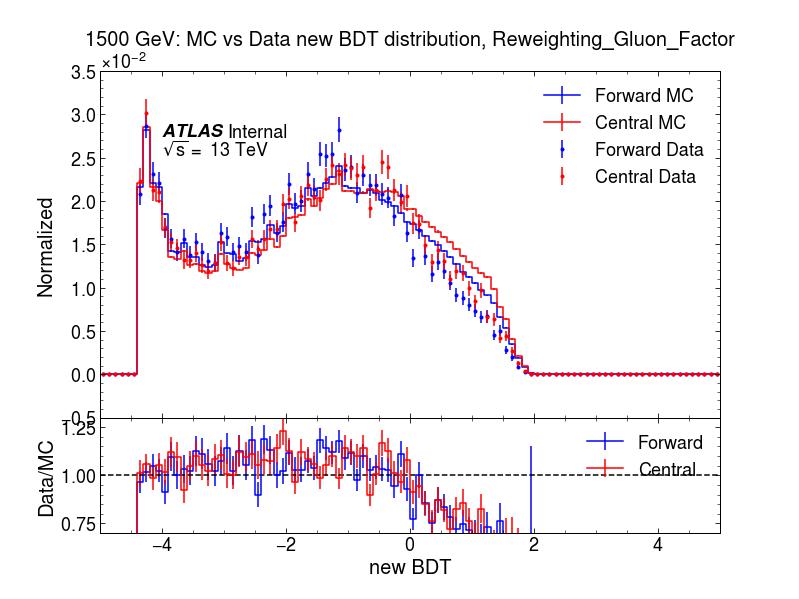 1500 GeV: MC vs Data new BDT distribution, Reweighting_Gluon_Factor
×10⁻²
3.5
3.0
2.5
2.0
1.5
1.0
0.5
0.0
0.5
Normalized
ATLAS Internal
√s = 13 TeV
Forward MC
Central MC
Forward Data
Central Data
1.25
1.00
0.75
Data/MC
Forward
Central
−4
−2
0
2
4
new BDT